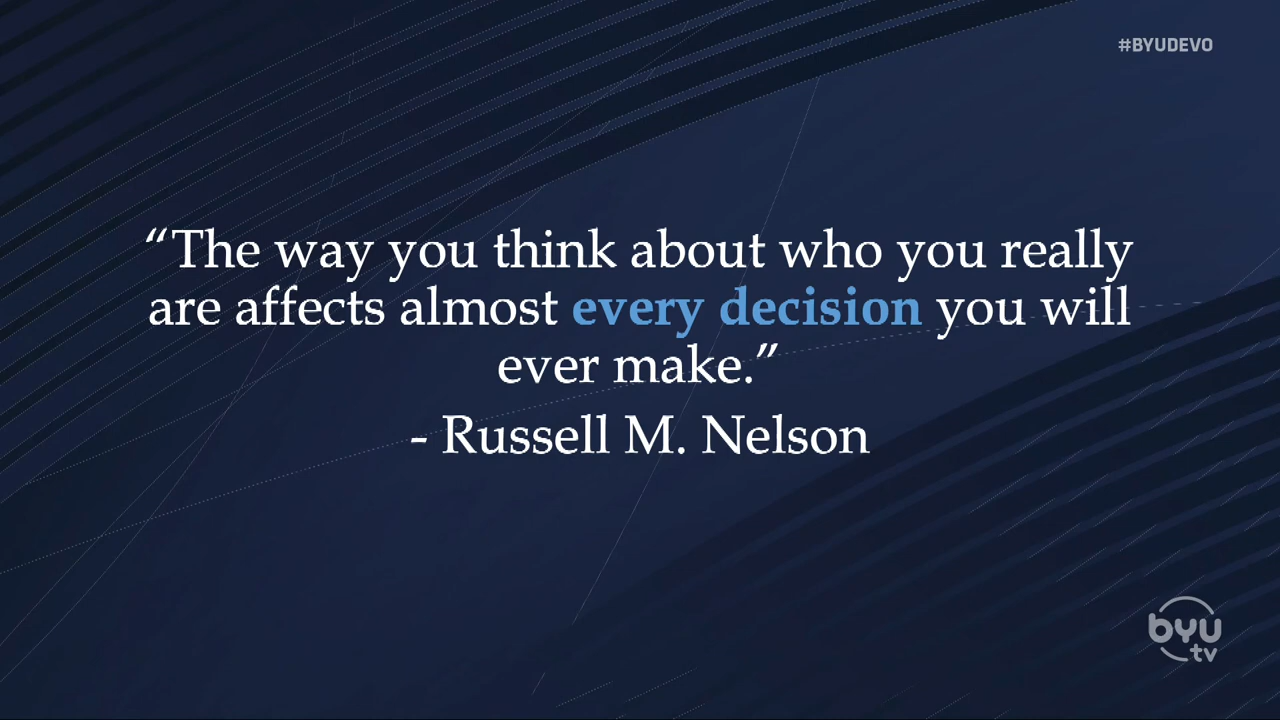 #BYUDEVO
“The way you think about who you really
are affects almost every decision you will
ever make.”
- Russell M. Nelson
byu
tv